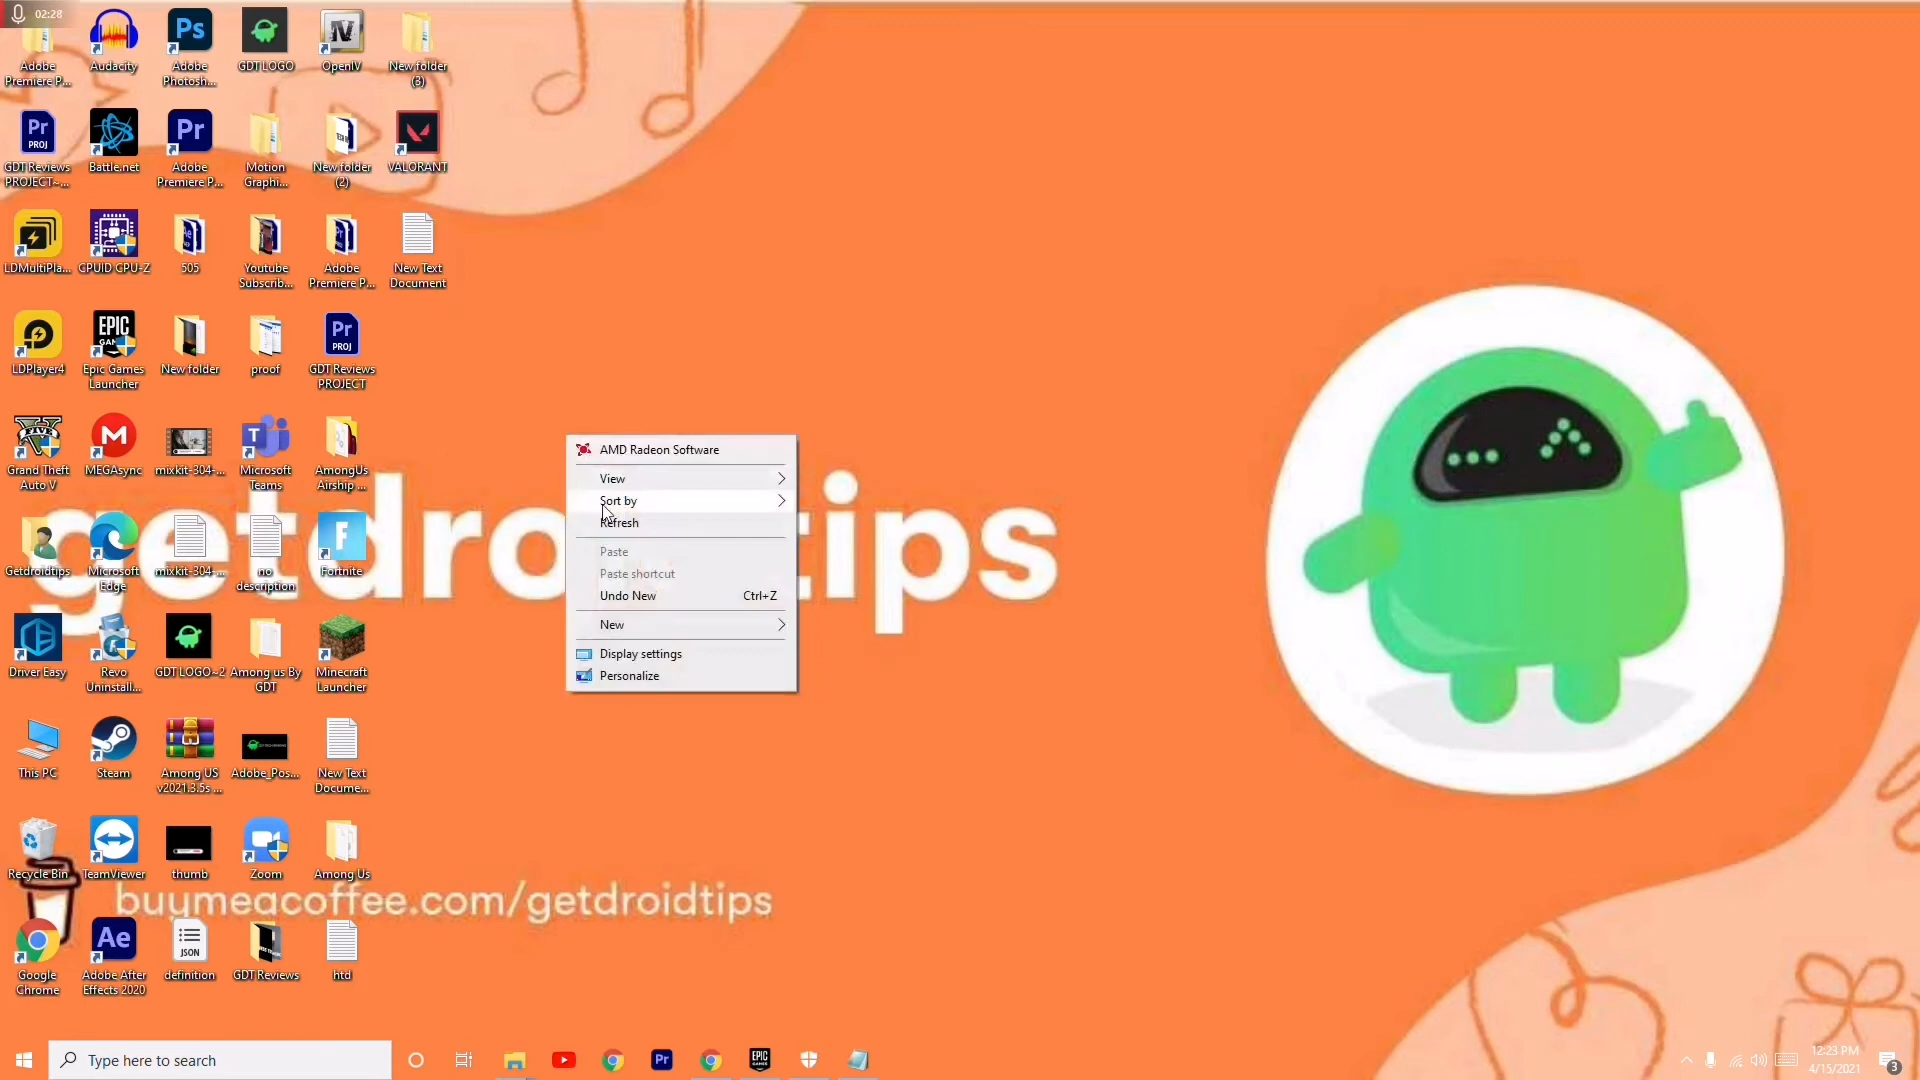 02:28
Adobe
Premiere P...
Audacity
Adobe
Photosh...
GDT LOGO
OpenIV
New folder
(3)
GDT Reviews
PROJECT~...
Battle.net
Adobe
Premiere P...
Motion
Graphi...
New folder
(2)
VALORANT
LDMultiPla...
CPUID CPU-Z
505
Youtube
Subscrib...
Adobe
Premiere P...
New Text
Document
LDPlayer4
Epic Games
Launcher
New folder
proof
GDT Reviews
PROJECT
Grand Theft
Auto V
MEGAsync
mixkit-304-...
Microsoft
Teams
AmongUs
Airship ...
Getdroidtips
Microsoft
Edge
mixkit-304-...
no
description
Fortnite
Driver Easy
Revo
Uninstall...
GDT LOGO~2
Among us By
GDT
Minecraft
Launcher
This PC
Steam
Among US
v2021.3.5s ...
Adobe_Pos...
New Text
Docume...
Recycle Bin
TeamViewer
thumb
Zoom
Among Us
Google
Chrome
Adobe After
Effects 2020
definition
GDT Reviews
htd
AMD Radeon Software
View
Sort by
Refresh
Paste
Paste shortcut
Undo New Ctrl+Z
New
Display settings
Personalize
buymeacoffee.com/getdroidtips
Type here to search
12:23 PM
4/15/2021
3